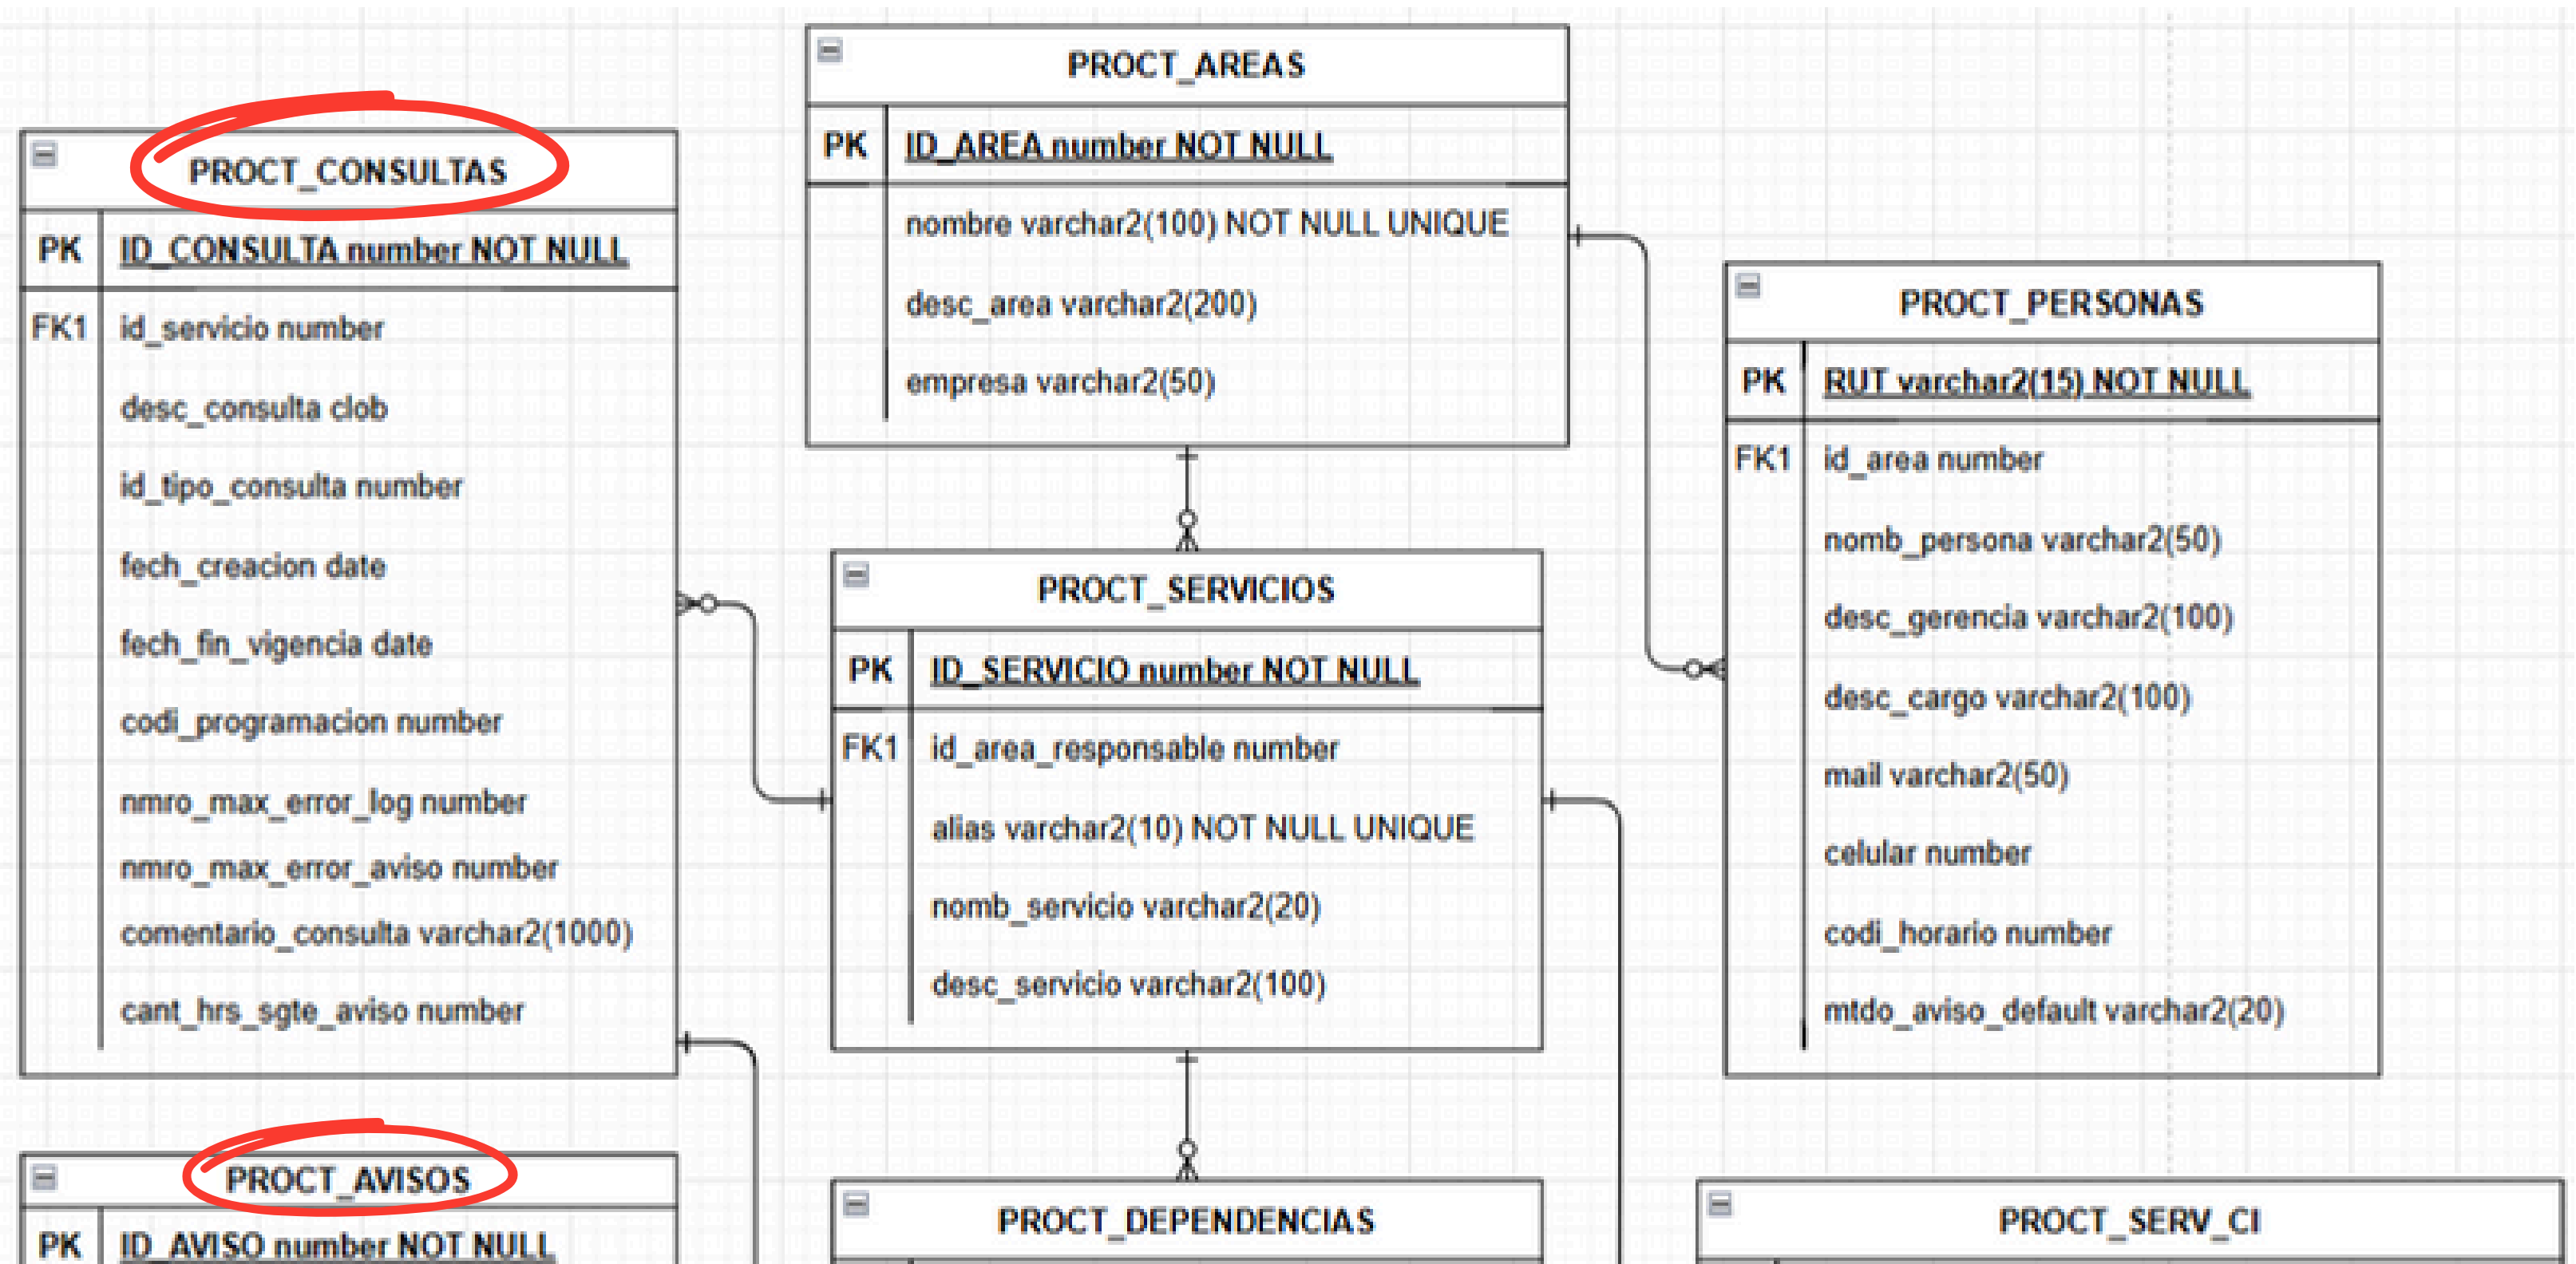 PROCT_CONSULTAS
PK ID_CONSULTA number NOT NULL
FK1 id_servicio number
desc_consulta clob
id_tipo_consulta number
fech_creacion date
fech_fin_vigencia date
codi_programacion number
nmro_max_error_log number
nmro_max_error_aviso number
comentario_consulta varchar2(1000)
cant_hrs_sgte_aviso number
PROCT_AVISOS
PK ID_AVISO number NOT NULL
PROCT_AREAS
PK ID_AREA number NOT NULL
nombre varchar2(100) NOT NULL UNIQUE
desc_area varchar2(200)
empresa varchar2(50)
PROCT_SERVICIOS
PK ID_SERVICIO number NOT NULL
FK1 id_area_responsable number
alias varchar2(10) NOT NULL UNIQUE
nomb_servicio varchar2(20)
desc_servicio varchar2(100)
PROCT_DEPENDENCIAS
PROCT_PERSONAS
PK RUT varchar2(15) NOT NULL
FK1 id_area number
nomb_persona varchar2(50)
desc_gerencia varchar2(100)
desc_cargo varchar2(100)
mail varchar2(50)
celular number
codi_horario number
mtdo_aviso_default varchar2(20)
PROCT_SERV_CI